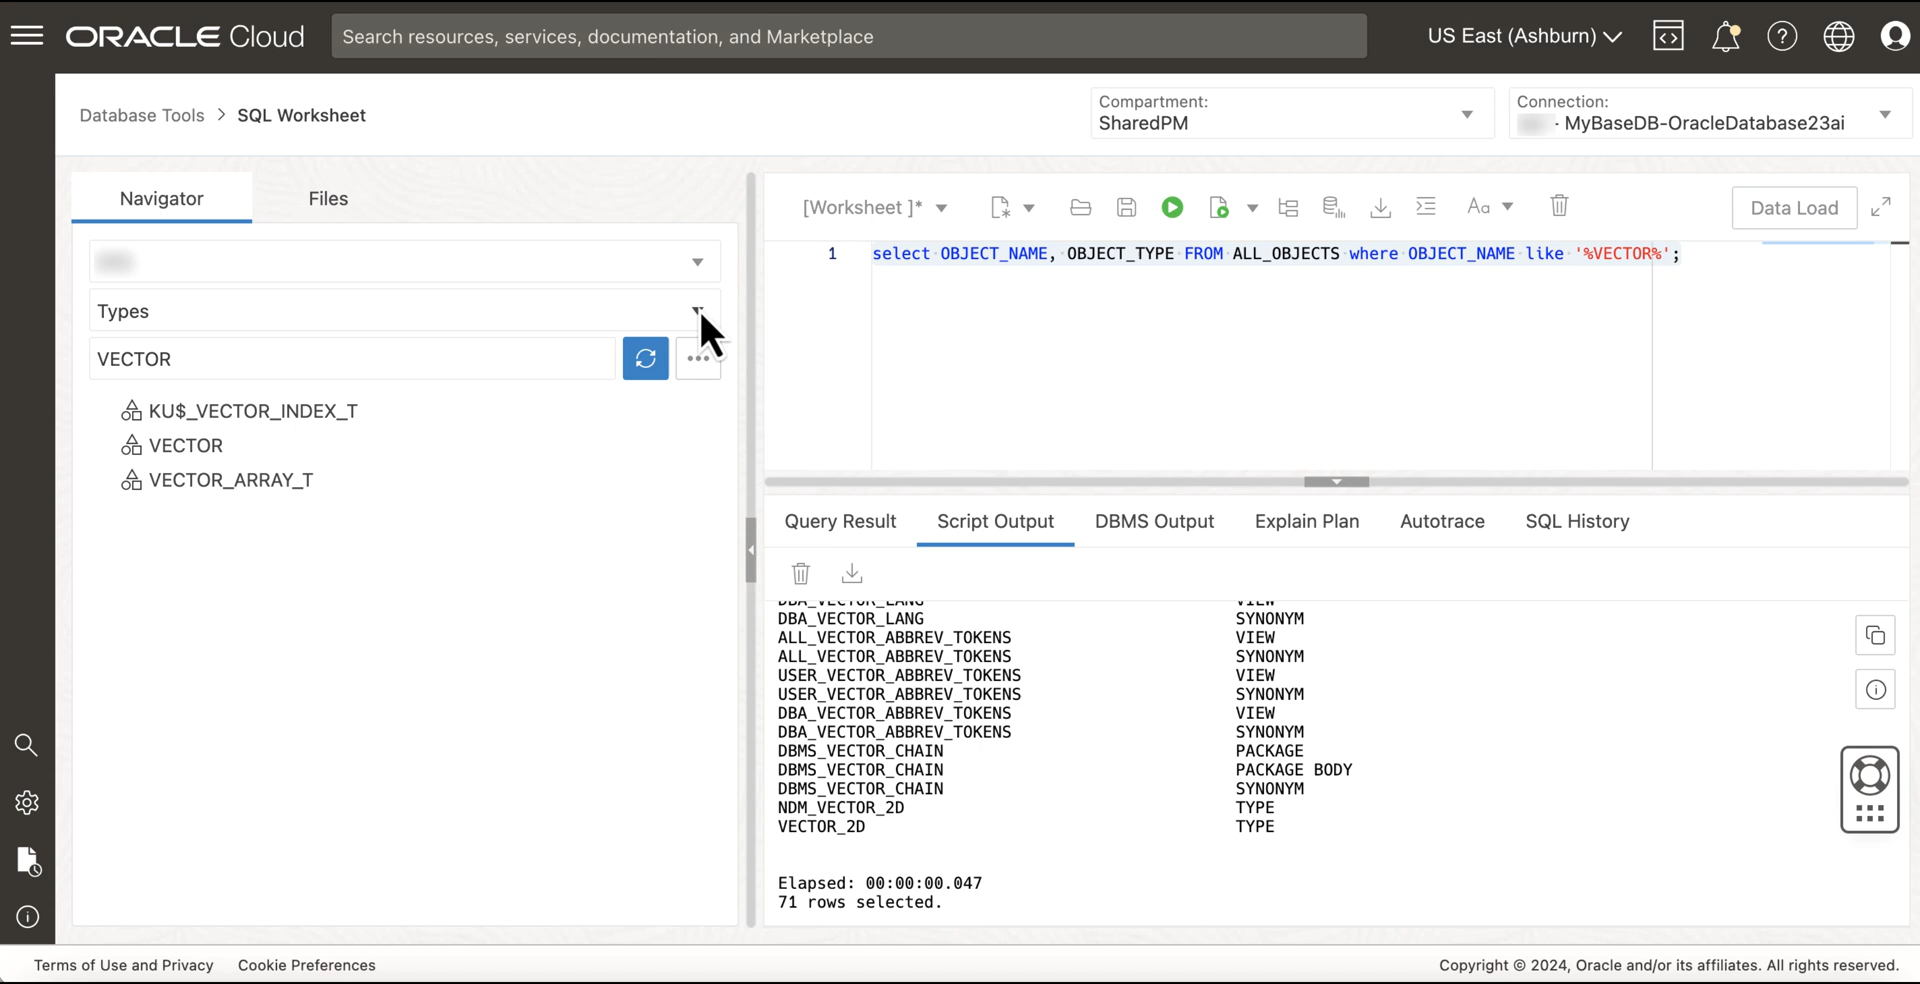 ORACLE Cloud
Search resources, services, documentation, and Marketplace
US East (Ashburn)
Database Tools > SQL Worksheet
Compartment:
SharedPM
Connection:
- MyBaseDB-OracleDatabase23ai
Navigator
Files
Types
VECTOR
KU$_VECTOR_INDEX_T
VECTOR
VECTOR_ARRAY_T
[Worksheet ]*
Aa
Data Load
1 select OBJECT_NAME, OBJECT_TYPE FROM ALL_OBJECTS where OBJECT_NAME like '%VECTOR%';
Query Result
Script Output
DBMS Output
Explain Plan
Autotrace
SQL History
DBA_VECTOR_LANG VIEW
DBA_VECTOR_LANG SYNONYM
ALL_VECTOR_ABBREV_TOKENS VIEW
ALL_VECTOR_ABBREV_TOKENS SYNONYM
USER_VECTOR_ABBREV_TOKENS VIEW
USER_VECTOR_ABBREV_TOKENS SYNONYM
DBA_VECTOR_ABBREV_TOKENS VIEW
DBA_VECTOR_ABBREV_TOKENS SYNONYM
DBMS_VECTOR_CHAIN PACKAGE
DBMS_VECTOR_CHAIN PACKAGE BODY
DBMS_VECTOR_CHAIN SYNONYM
NDM_VECTOR_2D TYPE
VECTOR_2D TYPE
Elapsed: 00:00:00.047
71 rows selected.
Terms of Use and Privacy
Cookie Preferences
Copyright © 2024, Oracle and/or its affiliates. All rights reserved.